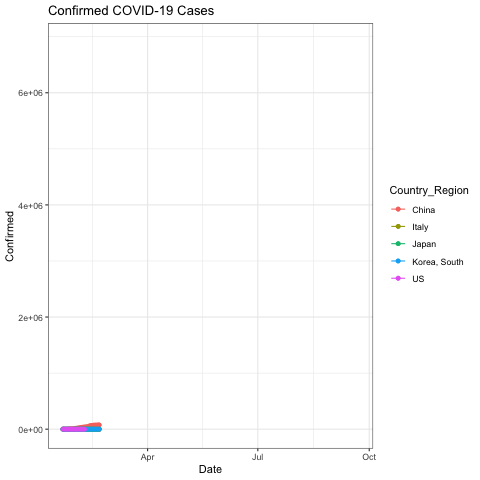 Confirmed COVID-19 Cases
6e+06
4e+06
2e+06
0e+00
Confirmed
Apr
Jul
Oct
Date
Country_Region
China
Italy
Japan
Korea, South
US